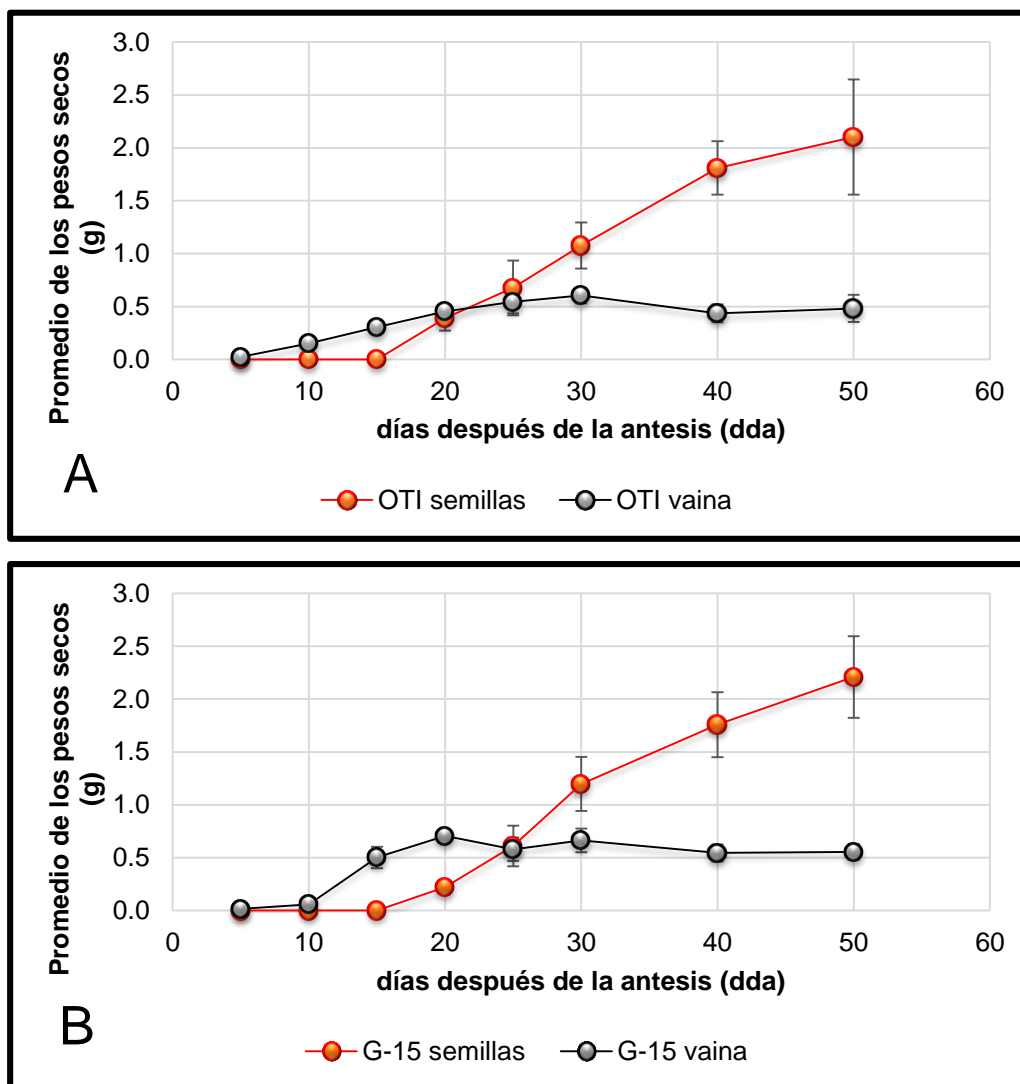 3.0
2.5
2.0
1.5
1.0
0.5
0.0
Promedio de los pesos secos
(g)
0 10 20 30 40 50 60
días después de la antesis (dda)
A
OTI semillas OTI vaina
3.0
2.5
2.0
1.5
1.0
0.5
0.0
Promedio de los pesos secos
(g)
0 10 20 30 40 50 60
días después de la antesis (dda)
B
G-15 semillas G-15 vaina